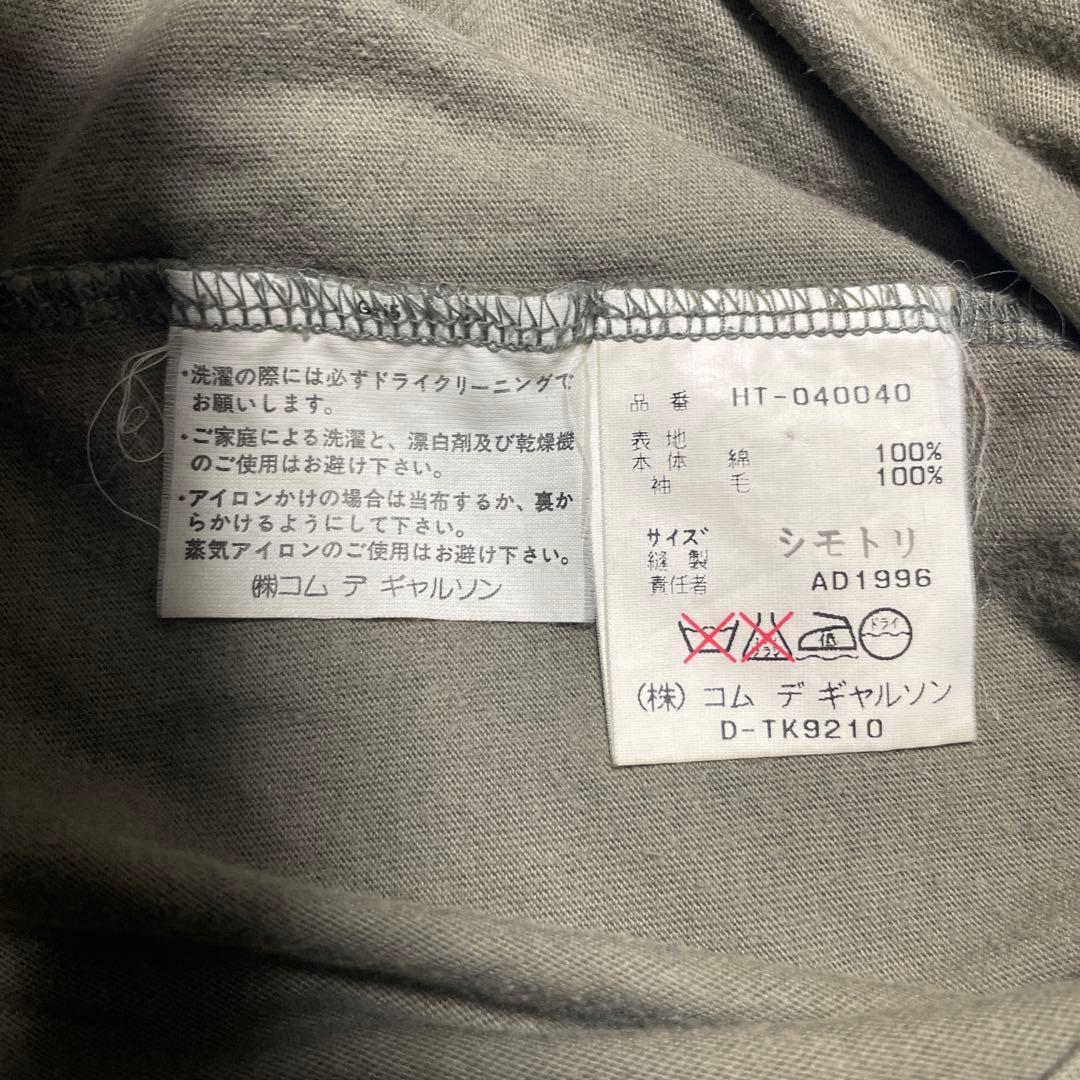 ・洗濯の際には必ずドライクリーニングで
お願いします。
・ご家庭による洗濯と、漂白剤及び乾燥機
のご使用はお避け下さい。
・アイロンかけの場合は当布するか、裏か
らかけるようにして下さい。
蒸気アイロンのご使用はお避け下さい。
㈱コム デ ギャルソン
品番 HT-040040
表地
本体 綿 100%
袖 毛 100%
サイズ
縫製 シモトリ
責任者 AD1996
低 ドライ
(株) コム デ ギャルソン
D-TK9210